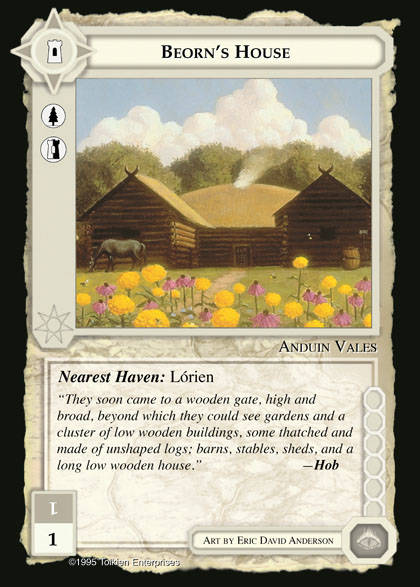 BEORN'S HOUSE
ANDUIN VALES
Nearest Haven: Lórien
“They soon came to a wooden gate, high and
broad, beyond which they could see gardens and a
cluster of low wooden buildings, some thatched and
made of unshaped logs; barns, stables, sheds, and a
long low wooden house.” —Hob
1
1
©1995 Tolkien Enterprises
ART BY ERIC DAVID ANDERSON